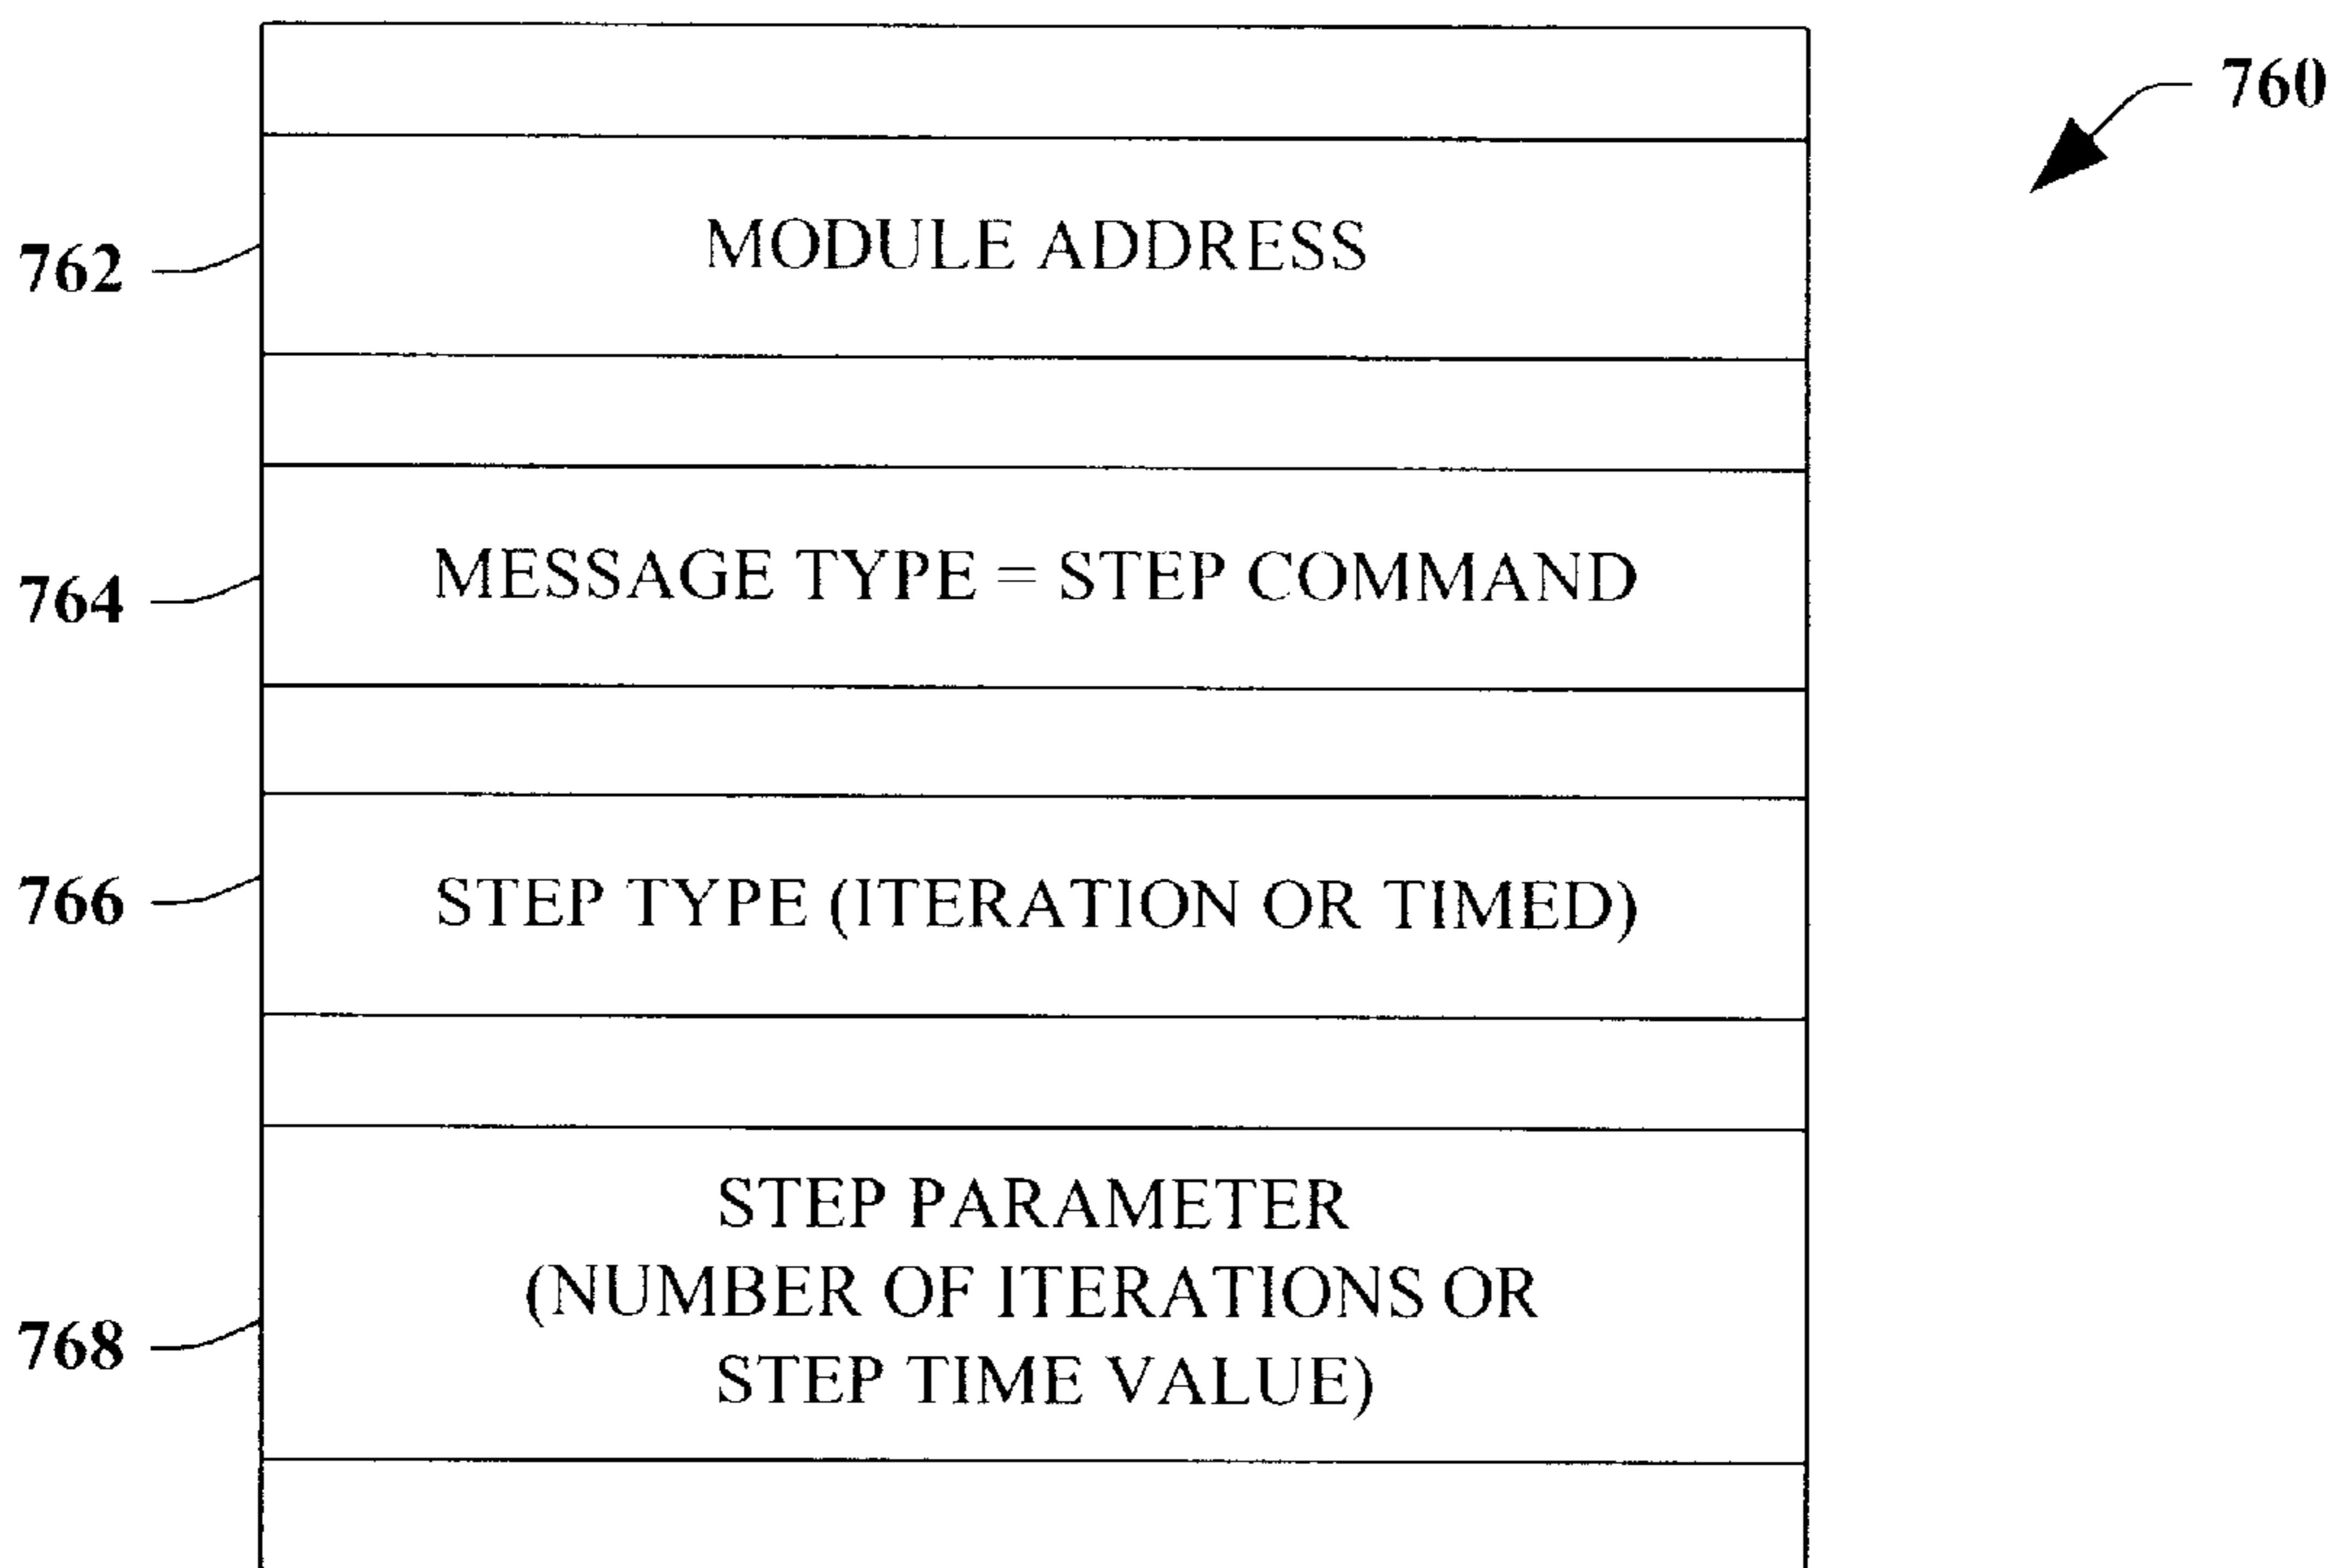 760
762
MODULE ADDRESS
764
MESSAGE TYPE = STEP COMMAND
766
STEP TYPE (ITERATION OR TIMED)
768
STEP PARAMETER
(NUMBER OF ITERATIONS OR
STEP TIME VALUE)